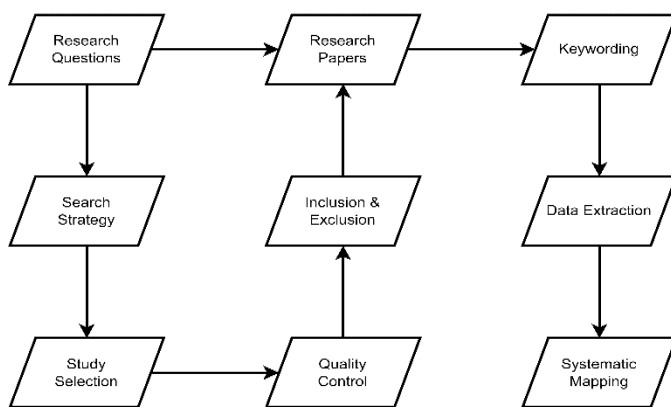 Research
Questions
Research
Papers
Keywording
Search
Strategy
Inclusion &
Exclusion
Data Extraction
Study
Selection
Quality
Control
Systematic
Mapping